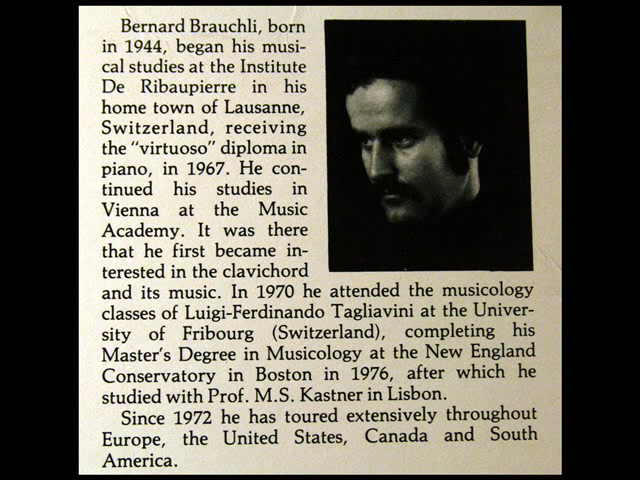 Bernard Brauchli, born
in 1944, began his musi-
cal studies at the Institute
De Ribaupierre in his
home town of Lausanne,
Switzerland, receiving
the "virtuoso" diploma in
piano, in 1967. He con-
tinued his studies in
Vienna at the Music
Academy. It was there
that he first became in-
terested in the clavichord
and its music. In 1970 he attended the musicology
classes of Luigi-Ferdinando Tagliavini at the Univer-
sity of Fribourg (Switzerland), completing his
Master's Degree in Musicology at the New England
Conservatory in Boston in 1976, after which he
studied with Prof. M.S. Kastner in Lisbon.
Since 1972 he has toured extensively throughout
Europe, the United States, Canada and South
America.